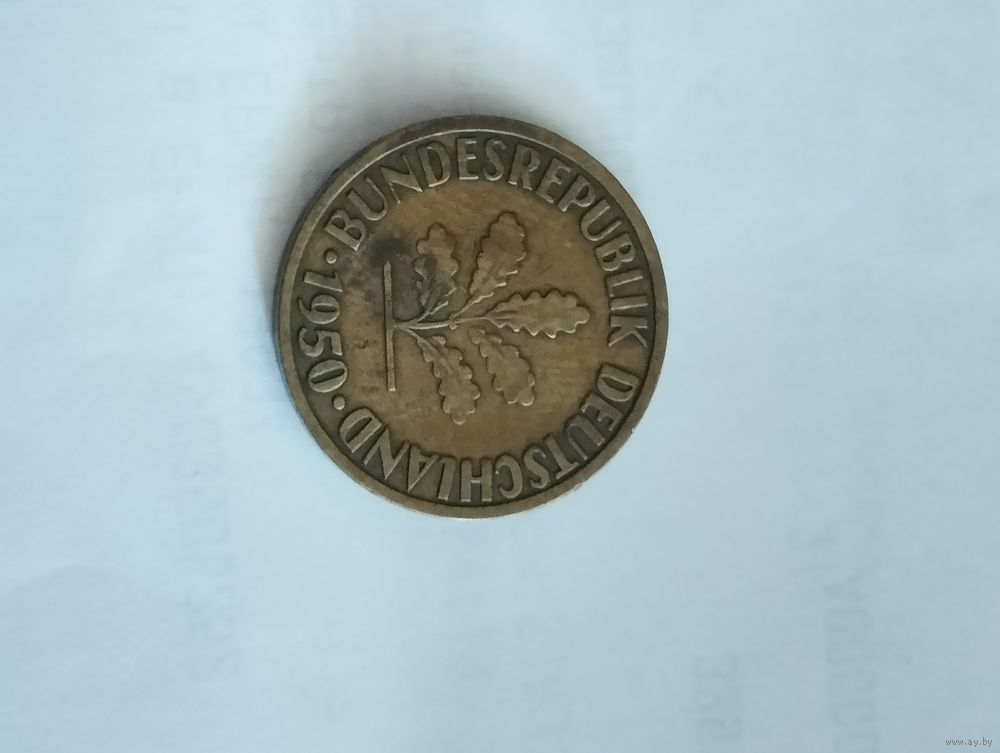 BUNDESREPUBLIK DEUTSCHLAND
· 1950 ·
www.ay.by